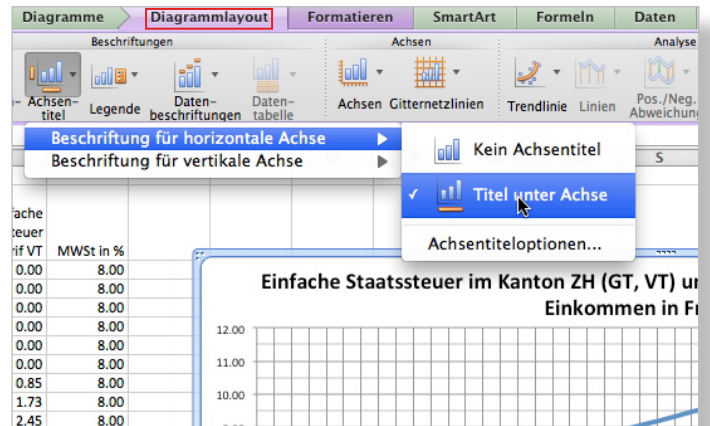 Diagramme Diagrammlayout Formatieren SmartArt Formeln Daten
Beschriftungen Achsen Analyse
Achsen-
titel
Legende
Daten-
beschriftungen
Daten-
tabelle
Achsen Gitternetzlinien Trendlinie Linien
Pos./Neg.
Abweichun
Beschriftung für horizontale Achse
Beschriftung für vertikale Achse
Kein Achsentitel
Titel unter Achse
Achsentiteloptionen...
S
fache
teuer
rif VT MWSt in %
0.00 8.00
0.00 8.00
0.00 8.00
0.00 8.00
0.00 8.00
0.00 8.00
0.85 8.00
1.73 8.00
2.45 8.00
Einfache Staatssteuer im Kanton ZH (GT, VT) ur
Einkommen in Fr
12.00
11.00
10.00